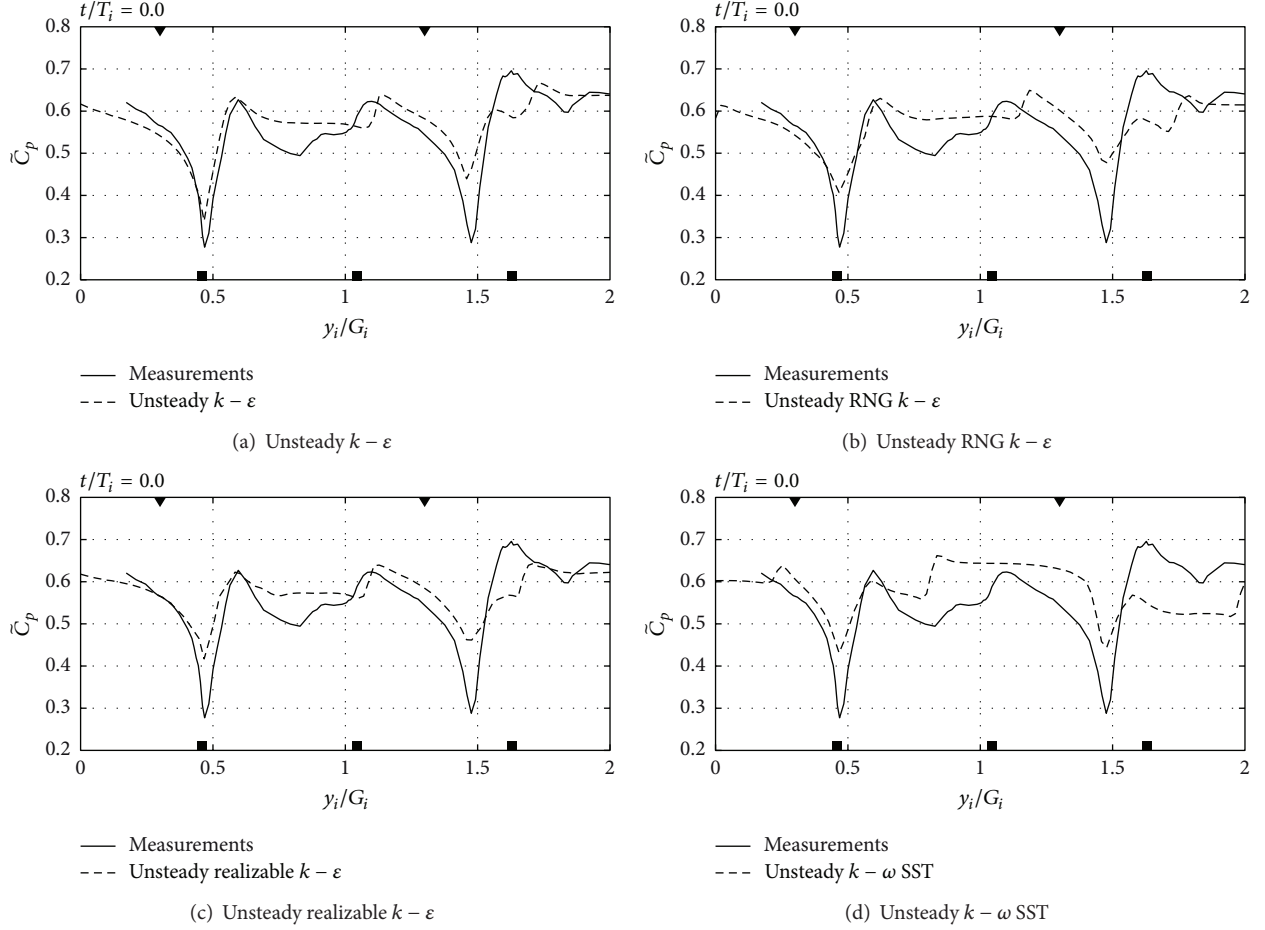 t/T_i = 0.0
0.8
0.7
0.6
0.5
0.4
0.3
0.2
C̃_p
0
0.5
1
1.5
2
y_i/G_i
Measurements
Unsteady k − ε
(a) Unsteady k − ε
t/T_i = 0.0
0.8
0.7
0.6
0.5
0.4
0.3
0.2
C̃_p
0
0.5
1
1.5
2
y_i/G_i
Measurements
Unsteady RNG k − ε
(b) Unsteady RNG k − ε
t/T_i = 0.0
0.8
0.7
0.6
0.5
0.4
0.3
0.2
C̃_p
0
0.5
1
1.5
2
y_i/G_i
Measurements
Unsteady realizable k − ε
(c) Unsteady realizable k − ε
t/T_i = 0.0
0.8
0.7
0.6
0.5
0.4
0.3
0.2
C̃_p
0
0.5
1
1.5
2
y_i/G_i
Measurements
Unsteady k − ω SST
(d) Unsteady k − ω SST